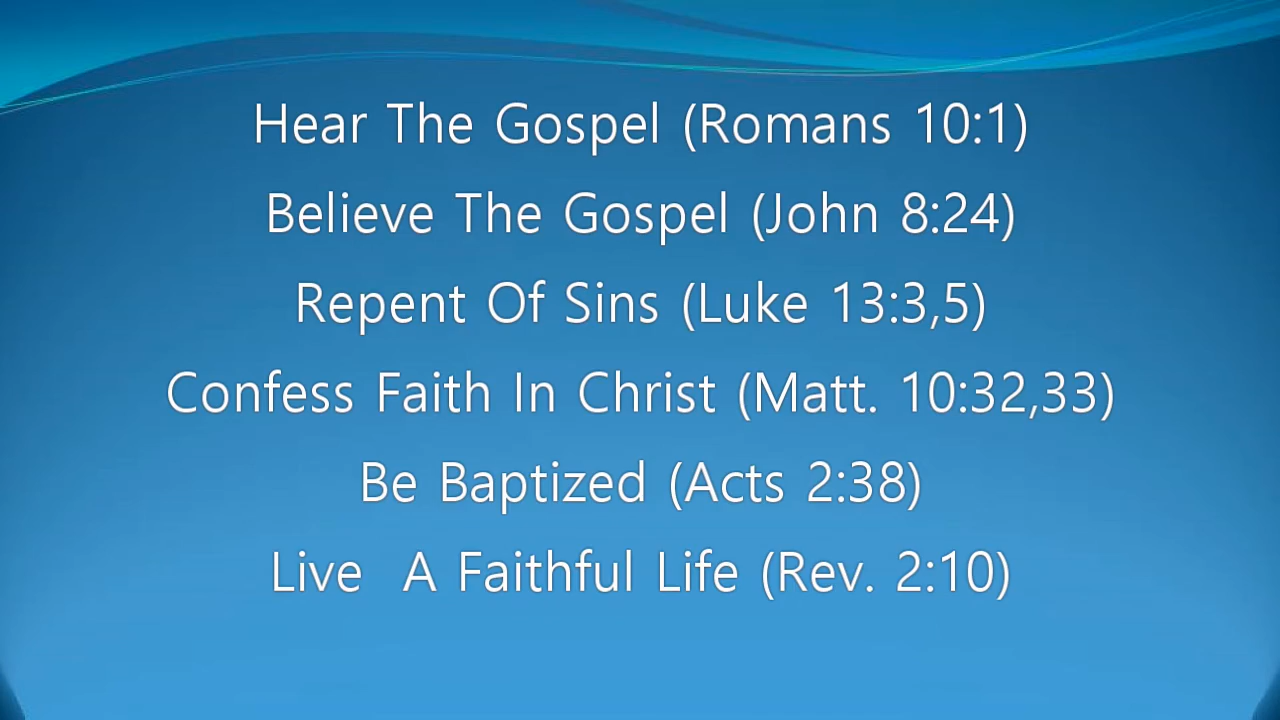 Hear The Gospel (Romans 10:1)
Believe The Gospel (John 8:24)
Repent Of Sins (Luke 13:3,5)
Confess Faith In Christ (Matt. 10:32,33)
Be Baptized (Acts 2:38)
Live  A Faithful Life (Rev. 2:10)